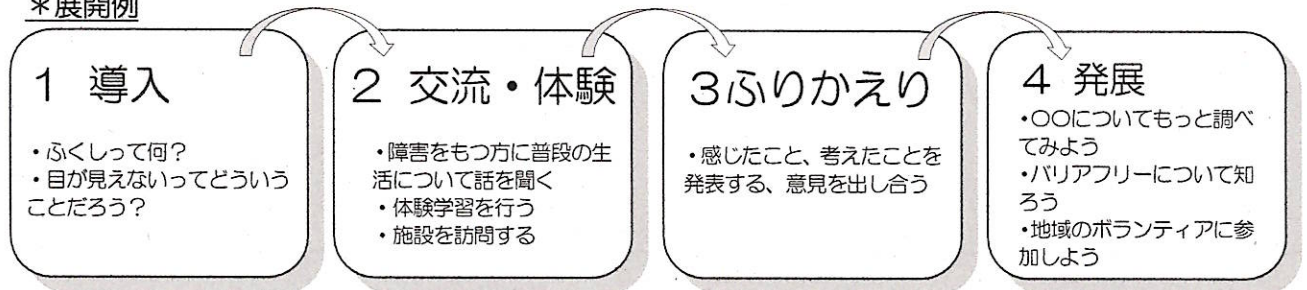 ＊展開例
1 導入
・ふくしって何？
・目が見えないってどういう
ことだろう？
2 交流・体験
・障害をもつ方に普段の生
活について話を聞く
・体験学習を行う
・施設を訪問する
3ふりかえり
・感じたこと、考えたことを
発表する、意見を出し合う
4 発展
・〇〇についてもっと調べ
てみよう
・バリアフリーについて知
ろう
・地域のボランティアに参
加しよう